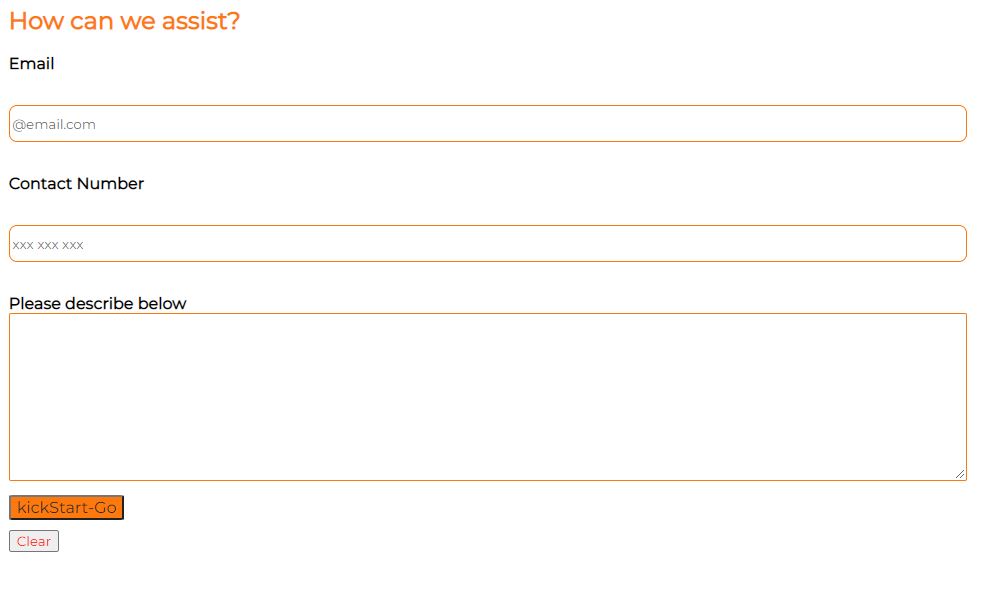 How can we assist?
Email
@email.com
Contact Number
xxx xxx xxx
Please describe below
kickStart-Go
Clear